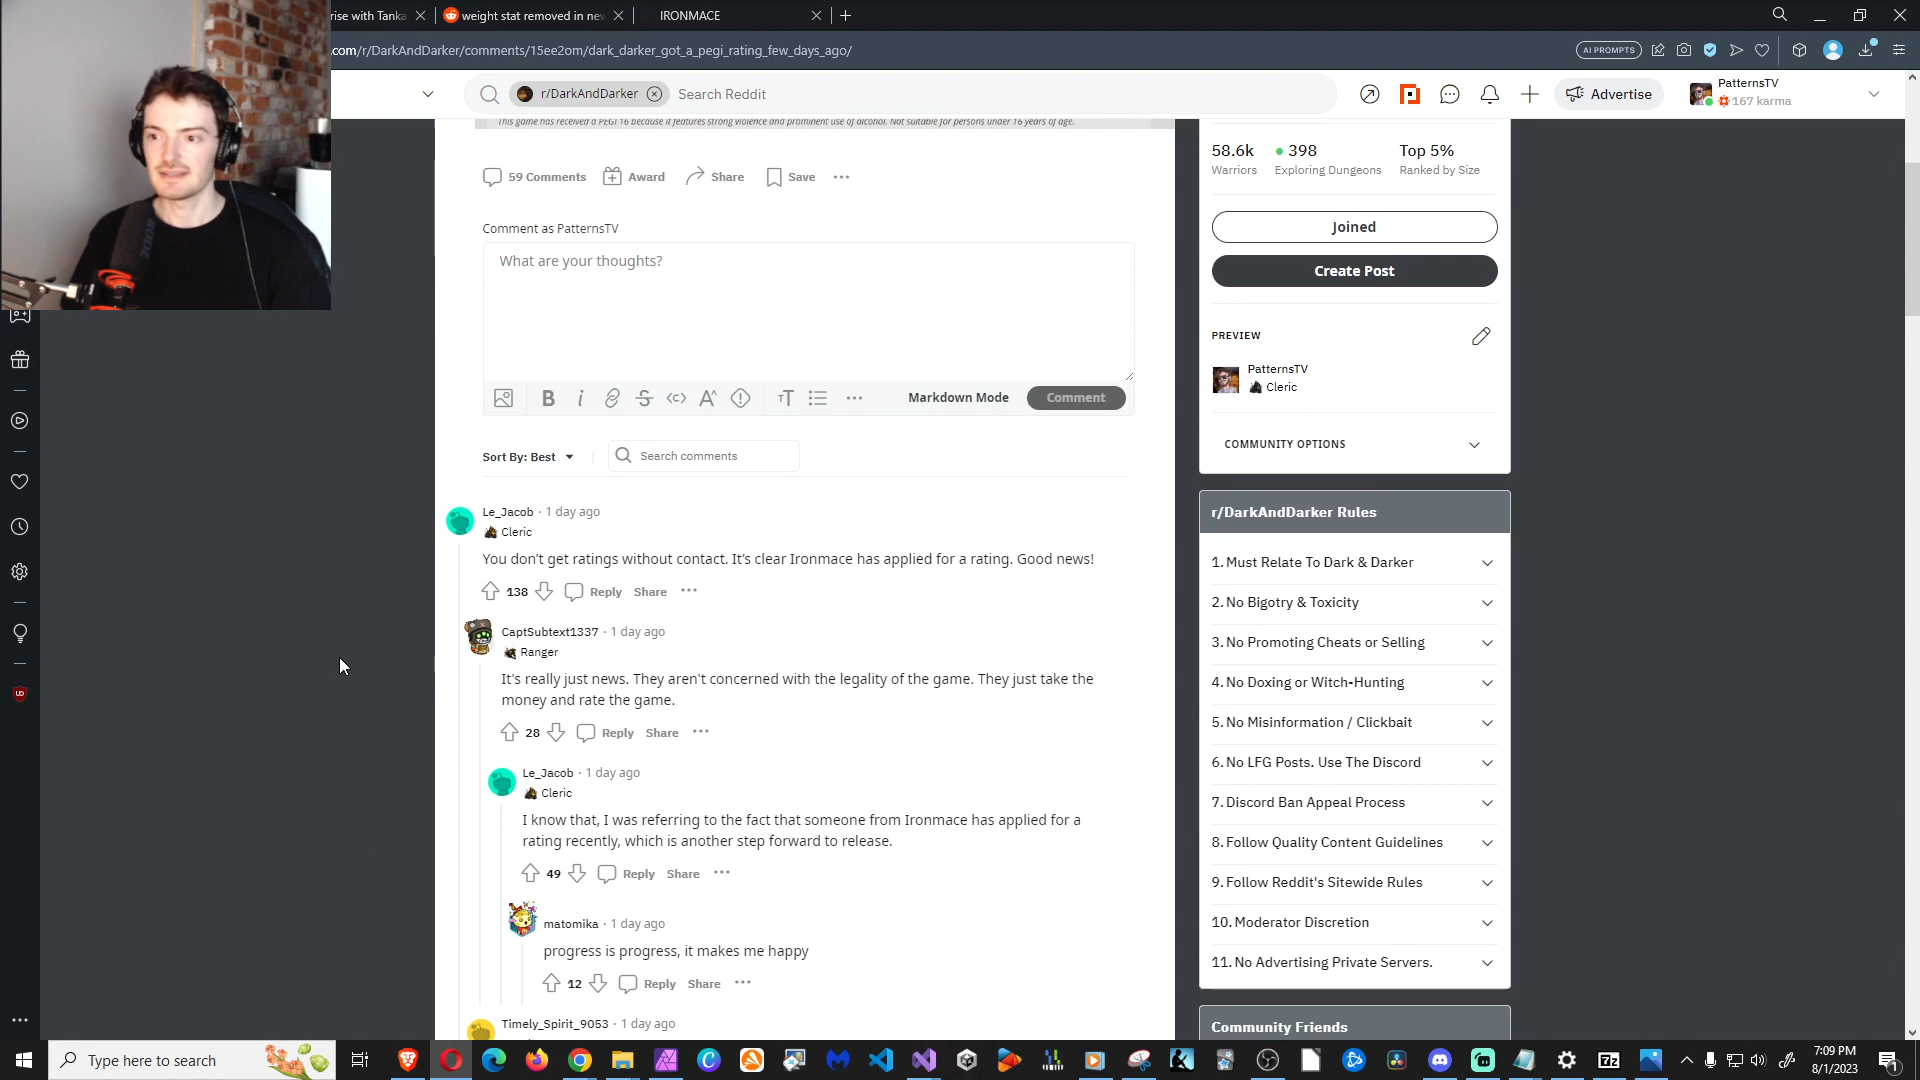 rise with Tanka
weight stat removed in new
IRONMACE
.com/r/DarkAndDarker/comments/15ee2om/dark_darker_got_a_pegi_rating_few_days_ago/
AI PROMPTS
r/DarkAndDarker
Search Reddit
Advertise
PatternsTV
167 karma
This game has received a PEGI 16 because it features strong violence and prominent use of alcohol. Not suitable for persons under 16 years of age.
59 Comments
Award
Share
Save
Comment as PatternsTV
What are your thoughts?
Markdown Mode
Comment
Sort By: Best
Search comments
Le_Jacob · 1 day ago
Cleric
You don’t get ratings without contact. It’s clear Ironmace has applied for a rating. Good news!
138
Reply
Share
CaptSubtext1337 · 1 day ago
Ranger
It's really just news. They aren't concerned with the legality of the game. They just take the
money and rate the game.
28
Reply
Share
Le_Jacob · 1 day ago
Cleric
I know that, I was referring to the fact that someone from Ironmace has applied for a
rating recently, which is another step forward to release.
49
Reply
Share
matomika · 1 day ago
progress is progress, it makes me happy
12
Reply
Share
Timely_Spirit_9053 · 1 day ago
58.6k
398
Top 5%
Warriors
Exploring Dungeons
Ranked by Size
Joined
Create Post
PREVIEW
PatternsTV
Cleric
COMMUNITY OPTIONS
r/DarkAndDarker Rules
1. Must Relate To Dark & Darker
2. No Bigotry & Toxicity
3. No Promoting Cheats or Selling
4. No Doxing or Witch-Hunting
5. No Misinformation / Clickbait
6. No LFG Posts. Use The Discord
7. Discord Ban Appeal Process
8. Follow Quality Content Guidelines
9. Follow Reddit's Sitewide Rules
10. Moderator Discretion
11. No Advertising Private Servers.
Community Friends
RODE
Type here to search
7:09 PM
8/1/2023
1